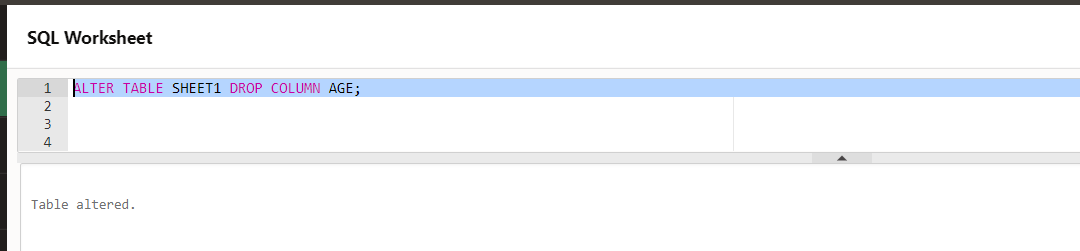 SQL Worksheet
1 ALTER TABLE SHEET1 DROP COLUMN AGE;
2
3
4
Table altered.